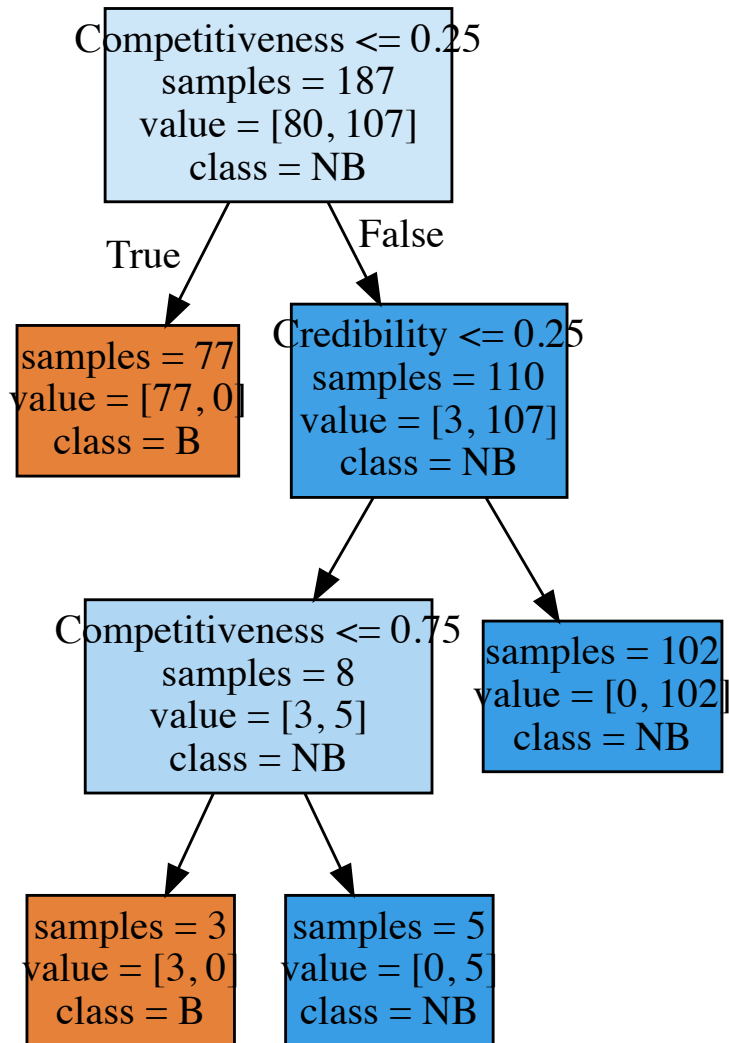 Competitiveness <= 0.25
samples = 187
value = [80, 107]
class = NB
True
False
samples = 77
value = [77, 0]
class = B
Credibility <= 0.25
samples = 110
value = [3, 107]
class = NB
Competitiveness <= 0.75
samples = 8
value = [3, 5]
class = NB
samples = 102
value = [0, 102]
class = NB
samples = 3
value = [3, 0]
class = B
samples = 5
value = [0, 5]
class = NB